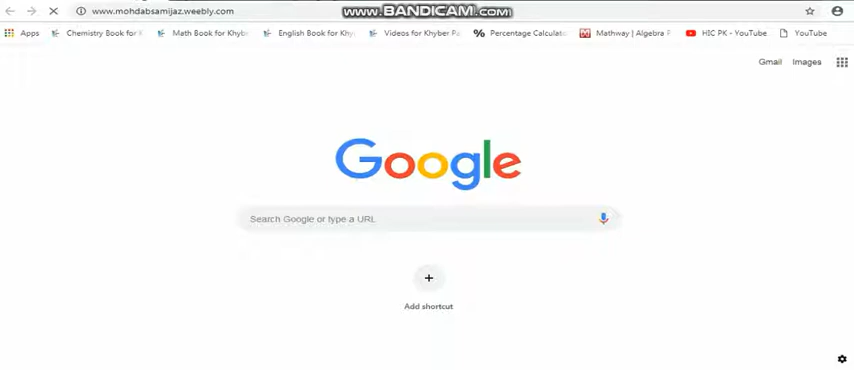 www.mohdabsamijaz.weebly.com
www.BANDICAM.com
Apps Chemistry Book for Math Book for Khybe English Book for Khy Videos for Khyber Pa Percentage Calculato Mathway | Algebra HIC PK - YouTube YouTube
Gmail Images
Google
Search Google or type a URL
+
Add shortcut